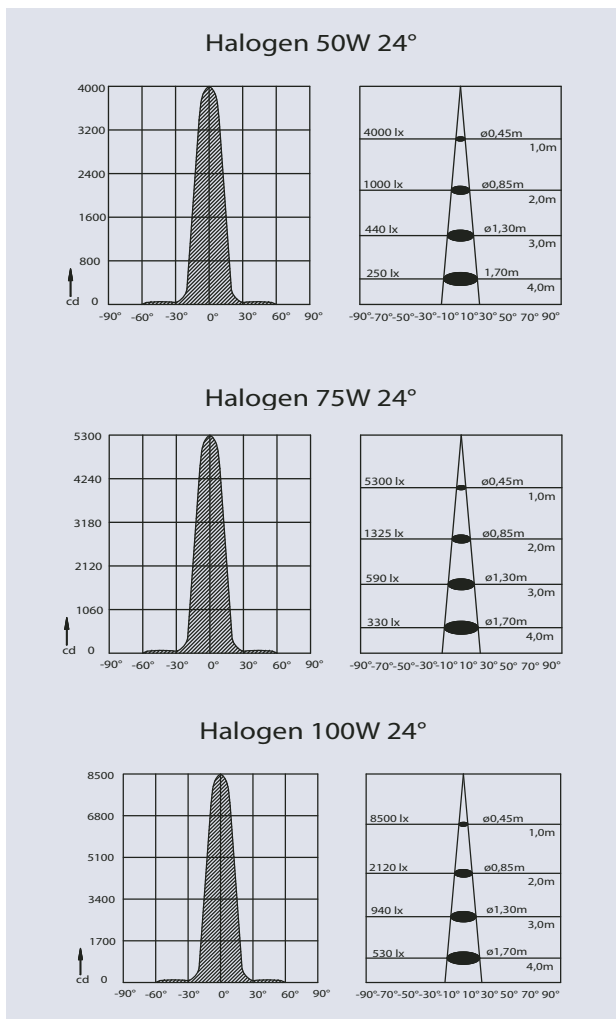 Halogen 50W 24°
4000
3200
2400
1600
800
0
cd
-90° -60° -30° 0° 30° 60° 90°
4000 lx ø0,45m
1,0m
1000 lx ø0,85m
2,0m
440 lx ø1,30m
3,0m
250 lx 1,70m
4,0m
-90°-70°-50°-30°-10°10°30° 50° 70° 90°
Halogen 75W 24°
5300
4240
3180
2120
1060
0
cd
-90° -60° -30° 0° 30° 60° 90°
5300 lx ø0,45m
1,0m
1325 lx ø0,85m
2,0m
590 lx ø1,30m
3,0m
330 lx ø1,70m
4,0m
-90°-70°-50°-30°-10°10°30° 50° 70° 90°
Halogen 100W 24°
8500
6800
5100
3400
1700
0
cd
-90° -60° -30° 0° 30° 60° 90°
8500 lx ø0,45m
1,0m
2120 lx ø0,85m
2,0m
940 lx ø1,30m
3,0m
530 lx ø1,70m
4,0m
-90°-70°-50°-30°-10° 10° 30° 50° 70° 90°